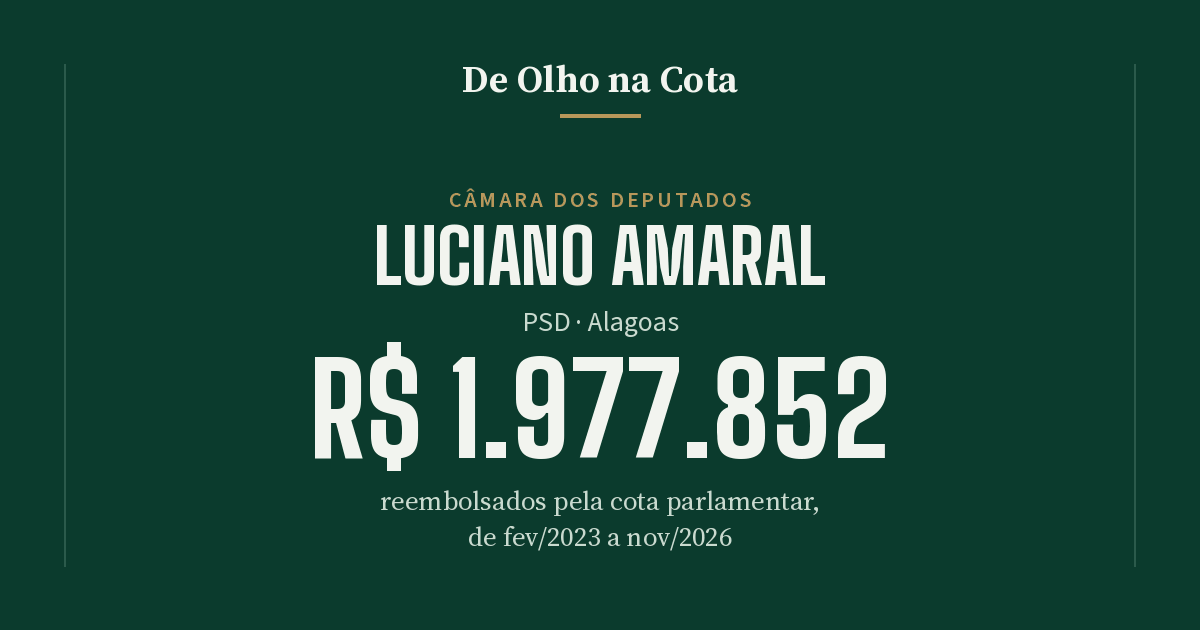 De Olho na Cota
CÂMARA DOS DEPUTADOS
LUCIANO AMARAL
PSD · Alagoas
R$ 1.977.852
reembolsados pela cota parlamentar,
de fev/2023 a nov/2026